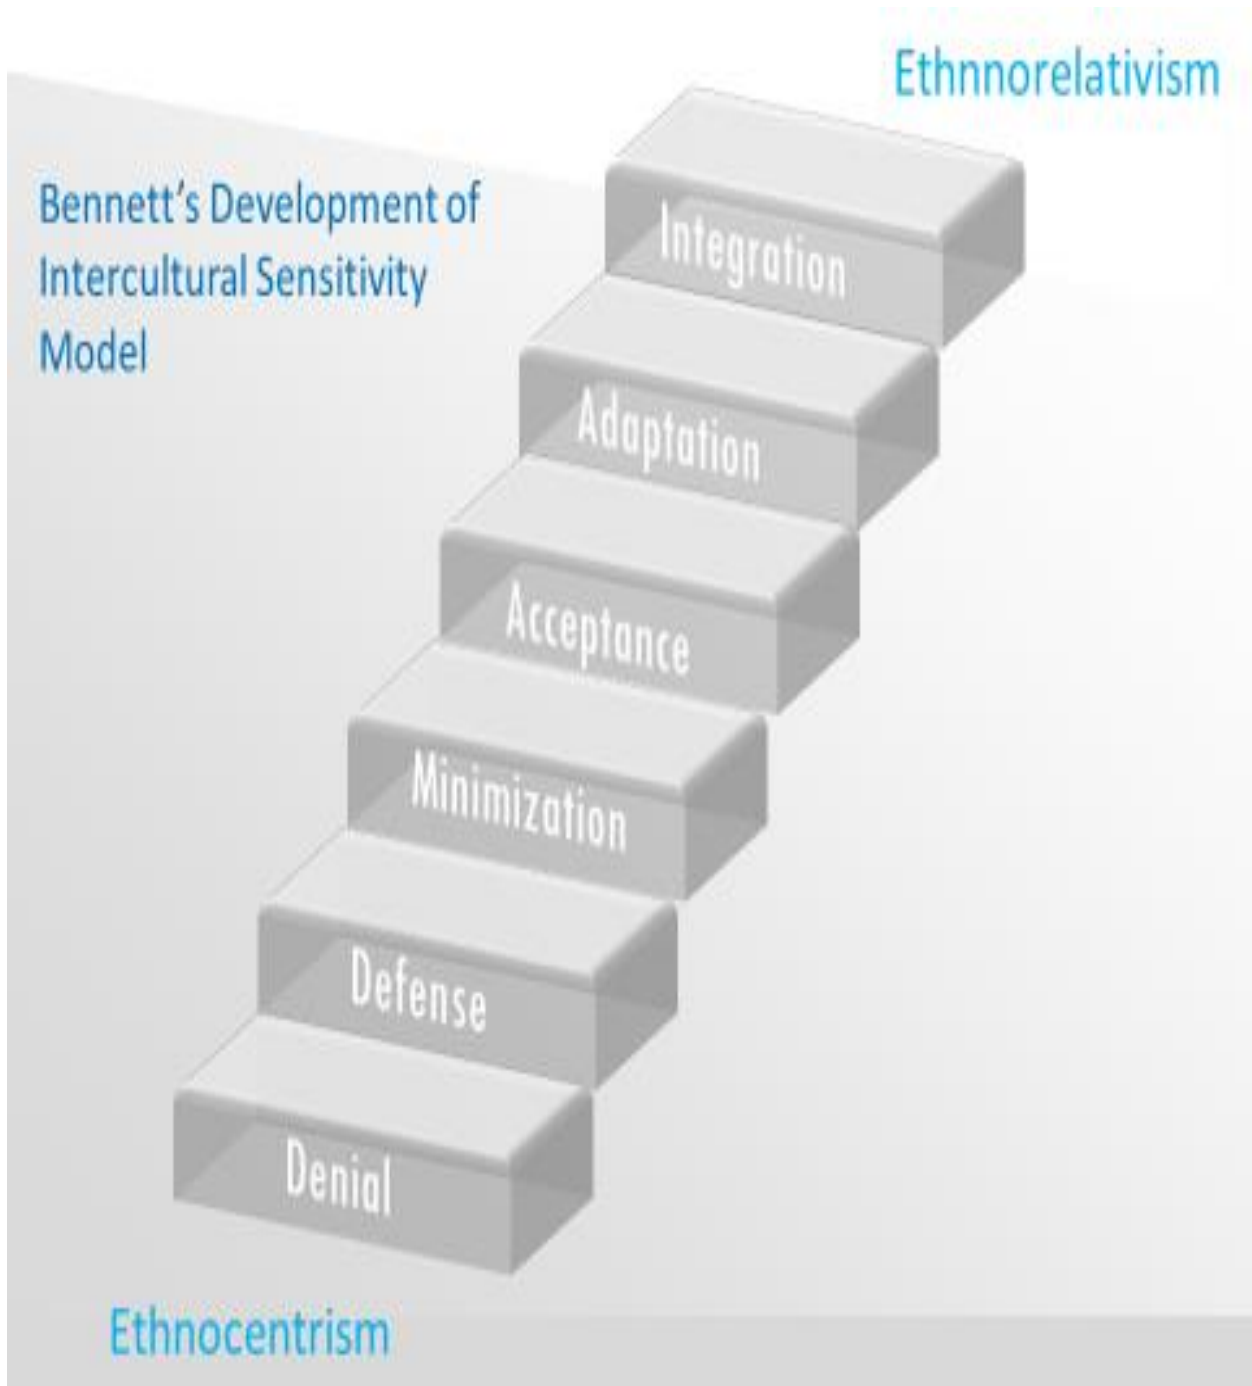 Ethnnorelativism
Bennett's Development of
Intercultural Sensitivity
Model
Integration
Adaptation
Acceptance
Minimization
Defense
Denial
Ethnocentrism